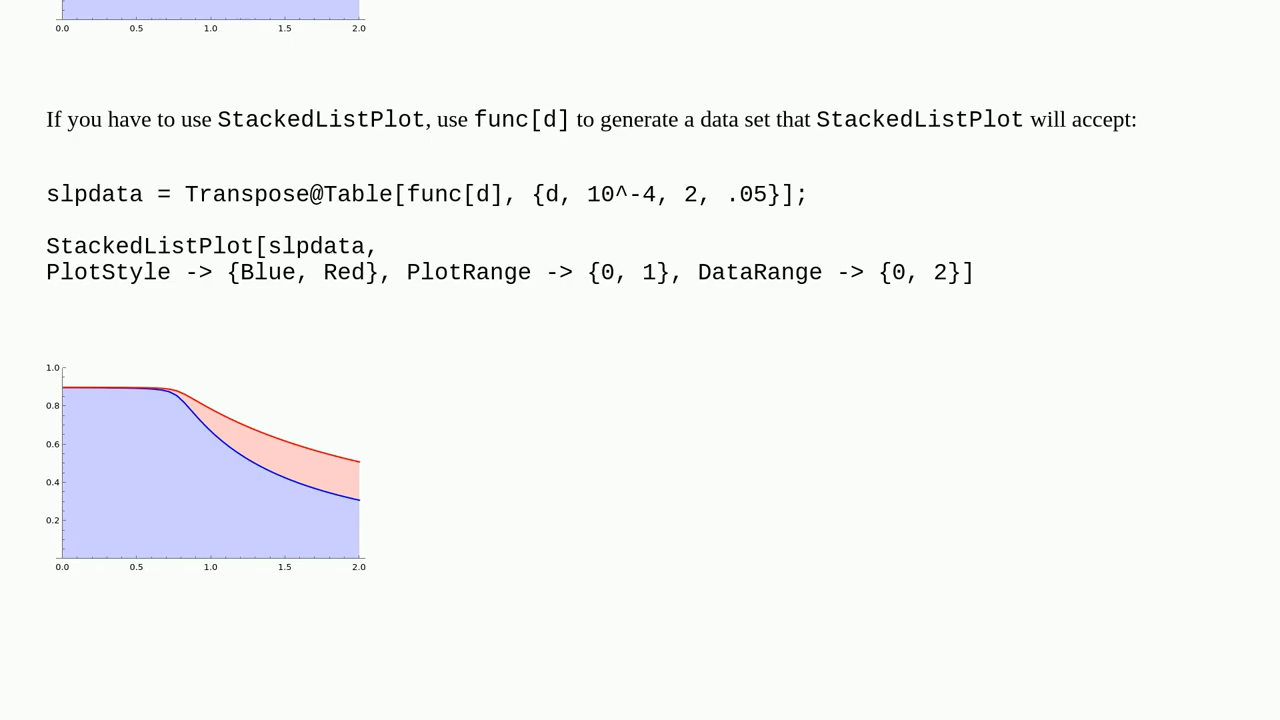 0.0 0.5 1.0 1.5 2.0
If you have to use StackedListPlot, use func[d] to generate a data set that StackedListPlot will accept:
slpdata = Transpose@Table[func[d], {d, 10^-4, 2, .05}];
StackedListPlot[slpdata,
PlotStyle -> {Blue, Red}, PlotRange -> {0, 1}, DataRange -> {0, 2}]
1.0
0.8
0.6
0.4
0.2
0.0 0.5 1.0 1.5 2.0